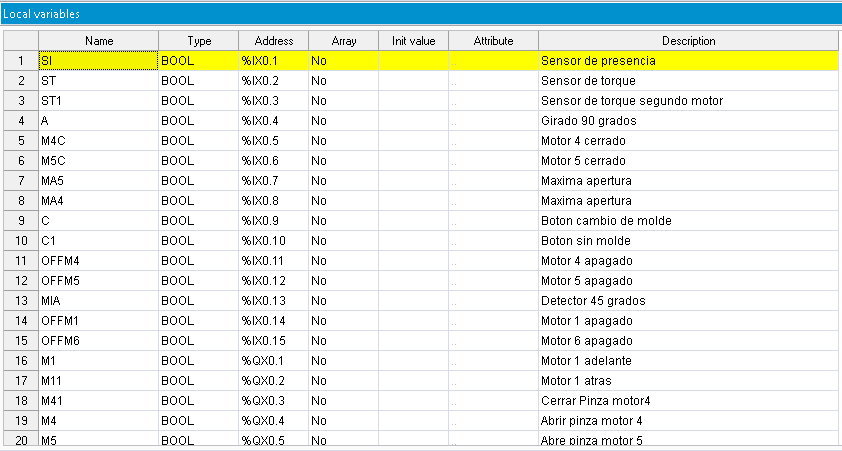 Local variables
Name Type Address Array Init value Attribute Description
1 SI BOOL %IX0.1 No .. Sensor de presencia
2 ST BOOL %IX0.2 No .. Sensor de torque
3 ST1 BOOL %IX0.3 No .. Sensor de torque segundo motor
4 A BOOL %IX0.4 No .. Girado 90 grados
5 M4C BOOL %IX0.5 No .. Motor 4 cerrado
6 M5C BOOL %IX0.6 No .. Motor 5 cerrado
7 MA5 BOOL %IX0.7 No .. Maxima apertura
8 MA4 BOOL %IX0.8 No .. Maxima apertura
9 C BOOL %IX0.9 No .. Boton cambio de molde
10 C1 BOOL %IX0.10 No .. Boton sin molde
11 OFFM4 BOOL %IX0.11 No .. Motor 4 apagado
12 OFFM5 BOOL %IX0.12 No .. Motor 5 apagado
13 MIA BOOL %IX0.13 No .. Detector 45 grados
14 OFFM1 BOOL %IX0.14 No .. Motor 1 apagado
15 OFFM6 BOOL %IX0.15 No .. Motor 6 apagado
16 M1 BOOL %QX0.1 No .. Motor 1 adelante
17 M11 BOOL %QX0.2 No .. Motor 1 atras
18 M41 BOOL %QX0.3 No .. Cerrar Pinza motor4
19 M4 BOOL %QX0.4 No .. Abrir pinza motor 4
20 M5 BOOL %QX0.5 No .. Abre pinza motor 5